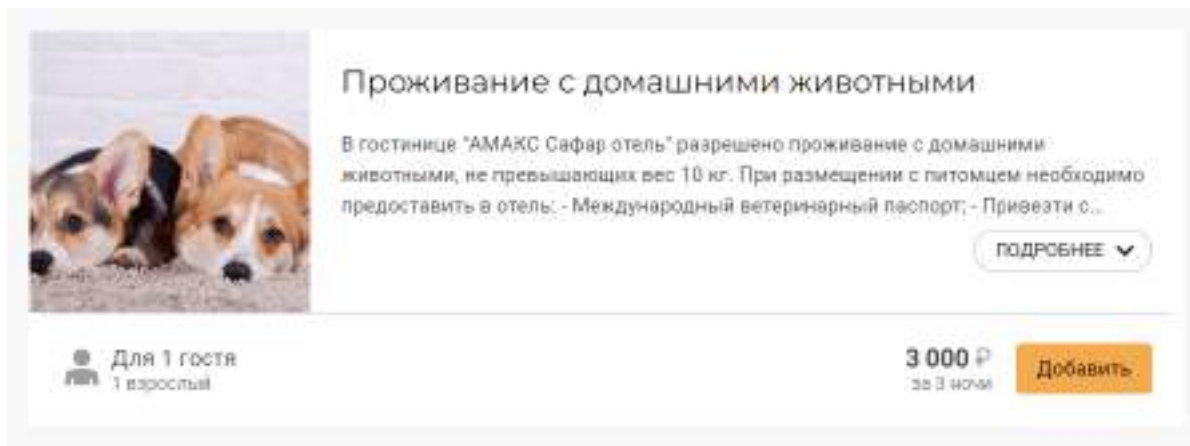 Проживание с домашними животными
В гостинице "АМАКС Сафар отель" разрешено проживание с домашними
животными, не превышающих вес 10 кг. При размещении с питомцем необходимо
предоставить в отель: - Международный ветеринарный паспорт; - Привезти с...
ПОДРОБНЕЕ
Для 1 гостя
1 взрослый
3 000 ₽
за 3 ночи
Добавить